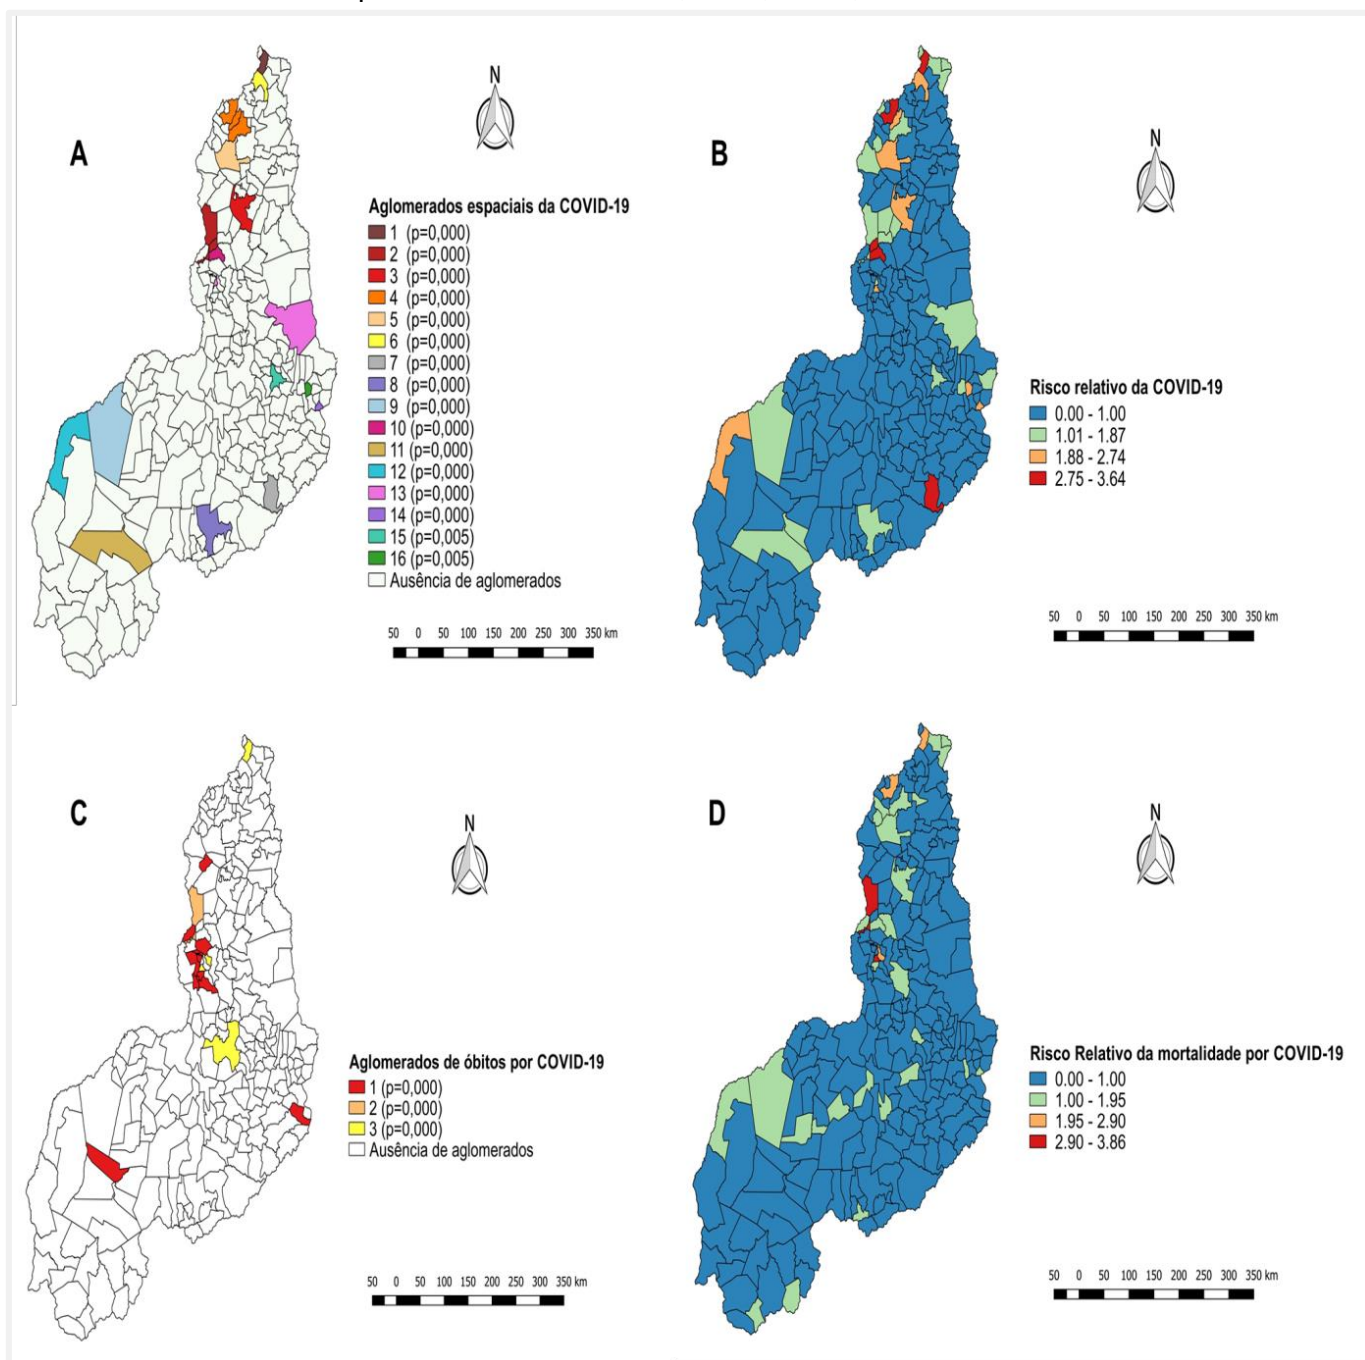 A
N
Aglomerados espaciais da COVID-19
1 (p=0,000)
2 (p=0,000)
3 (p=0,000)
4 (p=0,000)
5 (p=0,000)
6 (p=0,000)
7 (p=0,000)
8 (p=0,000)
9 (p=0,000)
10 (p=0,000)
11 (p=0,000)
12 (p=0,000)
13 (p=0,000)
14 (p=0,000)
15 (p=0,005)
16 (p=0,005)
Ausência de aglomerados
50 0 50 100 150 200 250 300 350 km
B
N
Risco relativo da COVID-19
0.00 - 1.00
1.01 - 1.87
1.88 - 2.74
2.75 - 3.64
50 0 50 100 150 200 250 300 350 km
C
N
Aglomerados de óbitos por COVID-19
1 (p=0,000)
2 (p=0,000)
3 (p=0,000)
Ausência de aglomerados
50 0 50 100 150 200 250 300 350 km
D
N
Risco Relativo da mortalidade por COVID-19
0.00 - 1.00
1.00 - 1.95
1.95 - 2.90
2.90 - 3.86
50 0 50 100 150 200 250 300 350 km